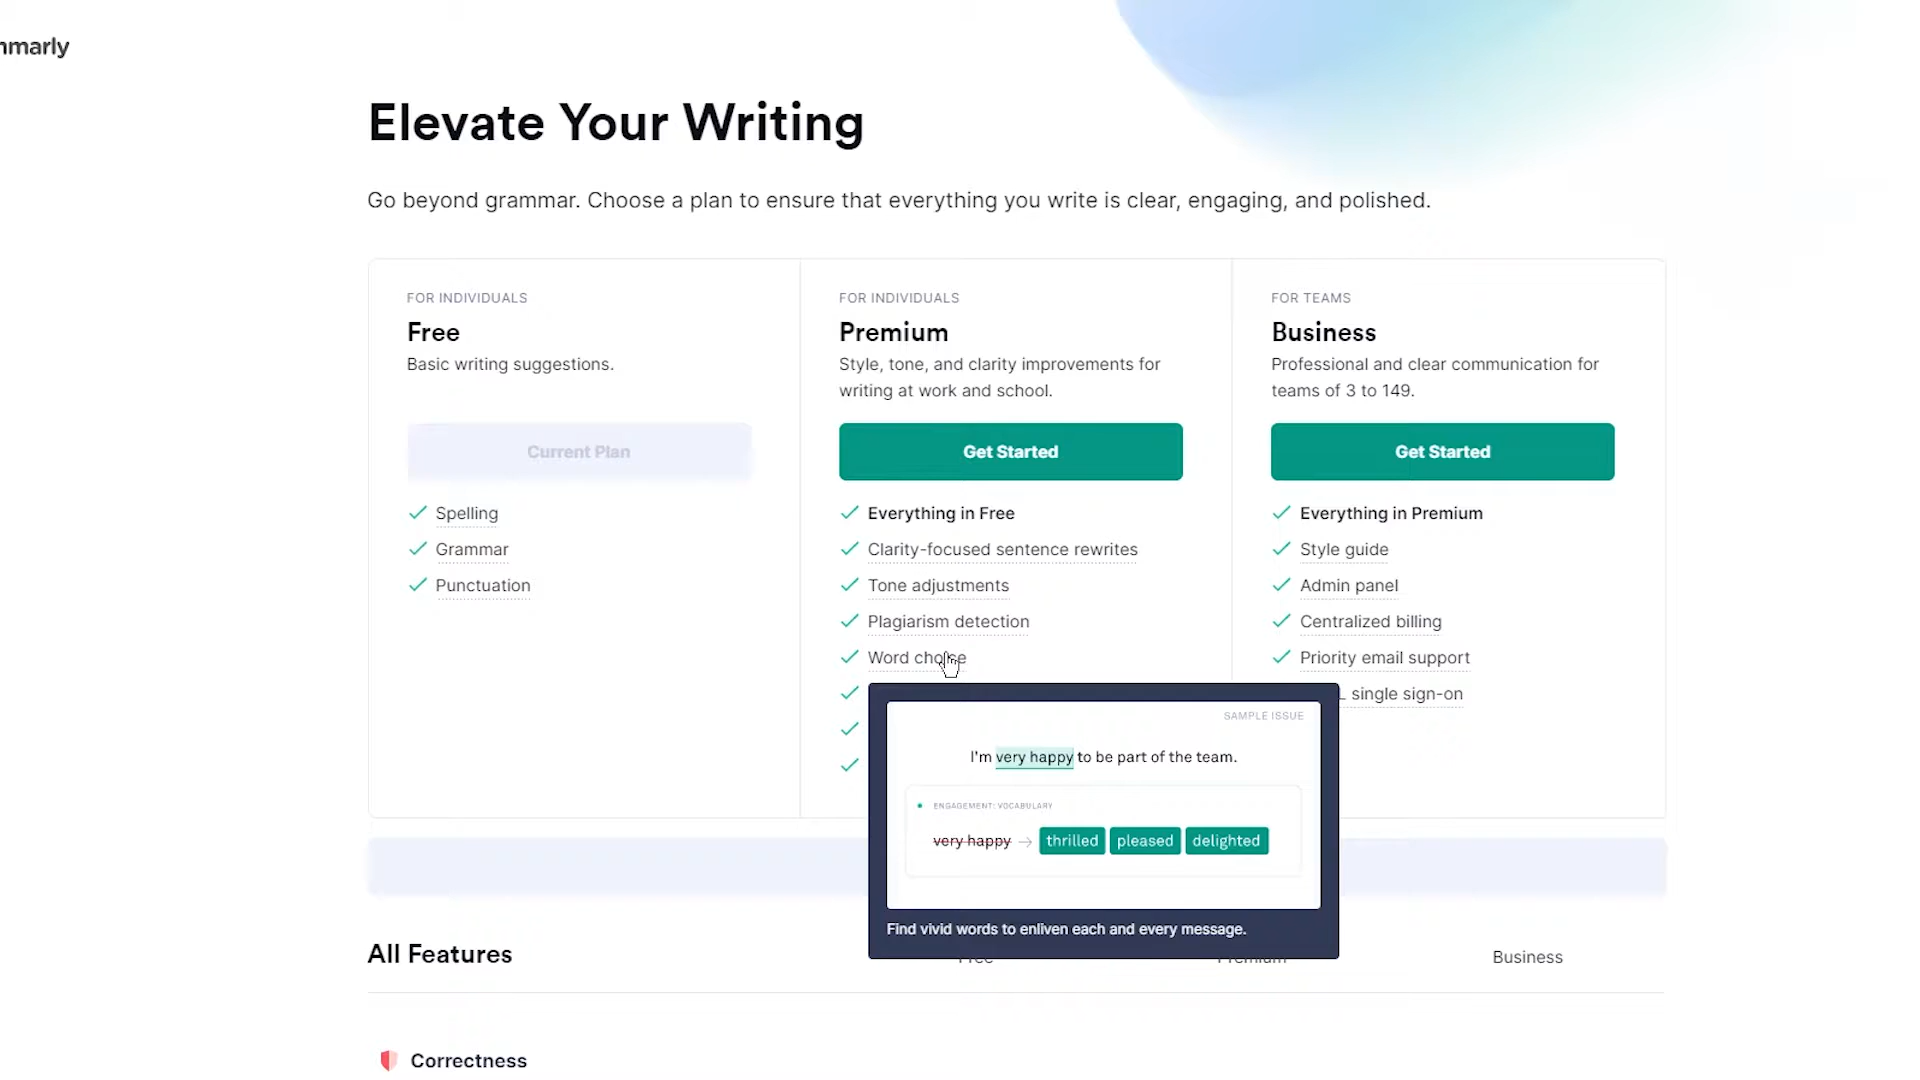 mmarly
Elevate Your Writing
Go beyond grammar. Choose a plan to ensure that everything you write is clear, engaging, and polished.
FOR INDIVIDUALS
Free
Basic writing suggestions.
Current Plan
Spelling
Grammar
Punctuation
FOR INDIVIDUALS
Premium
Style, tone, and clarity improvements for
writing at work and school.
Get Started
Everything in Free
Clarity-focused sentence rewrites
Tone adjustments
Plagiarism detection
Word choice
FOR TEAMS
Business
Professional and clear communication for
teams of 3 to 149.
Get Started
Everything in Premium
Style guide
Admin panel
Centralized billing
Priority email support
single sign-on
SAMPLE ISSUE
I'm very happy to be part of the team.
ENGAGEMENT: VOCABULARY
very happy → thrilled pleased delighted
Find vivid words to enliven each and every message.
All Features Free Premium Business
Correctness